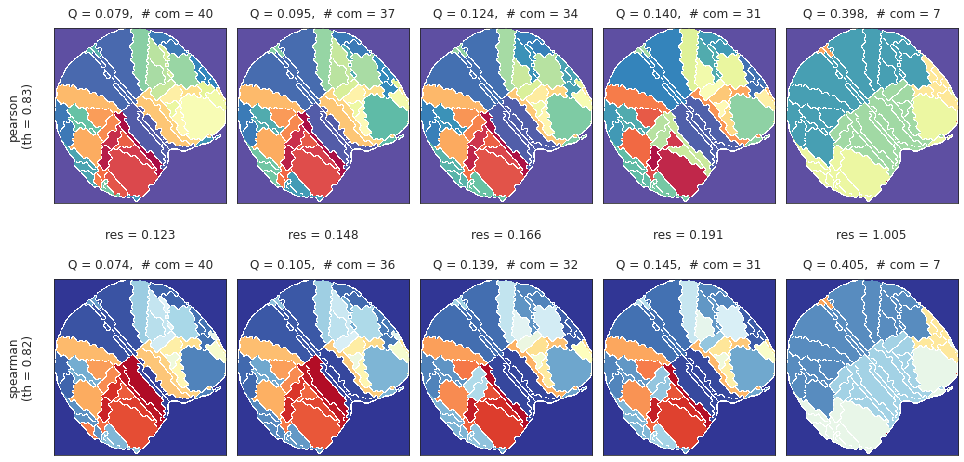 Q = 0.079,  # com = 40
Q = 0.095,  # com = 37
Q = 0.124,  # com = 34
Q = 0.140,  # com = 31
Q = 0.398,  # com = 7
pearson
(th = 0.83)
res = 0.123
res = 0.148
res = 0.166
res = 0.191
res = 1.005
Q = 0.074,  # com = 40
Q = 0.105,  # com = 36
Q = 0.139,  # com = 32
Q = 0.145,  # com = 31
Q = 0.405,  # com = 7
spearman
(th = 0.82)